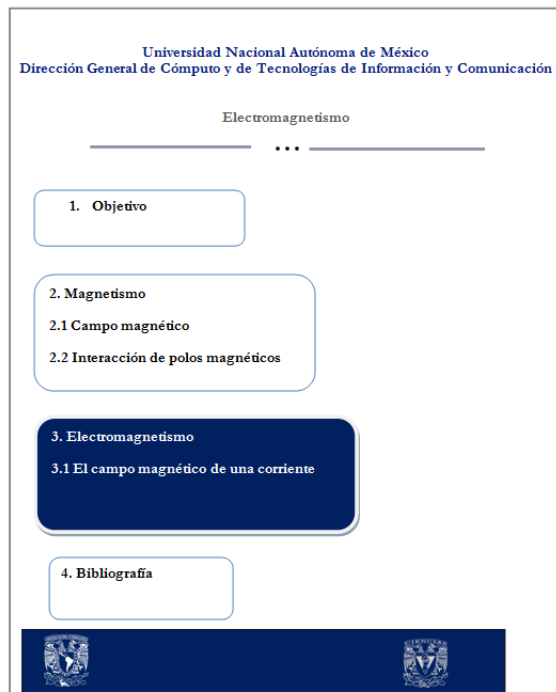 Universidad Nacional Autónoma de México
Dirección General de Cómputo y de Tecnologías de Información y Comunicación
Electromagnetismo
1. Objetivo
2. Magnetismo
2.1 Campo magnético
2.2 Interacción de polos magnéticos
3. Electromagnetismo
3.1 El campo magnético de una corriente
4. Bibliografía
CIENCIAS